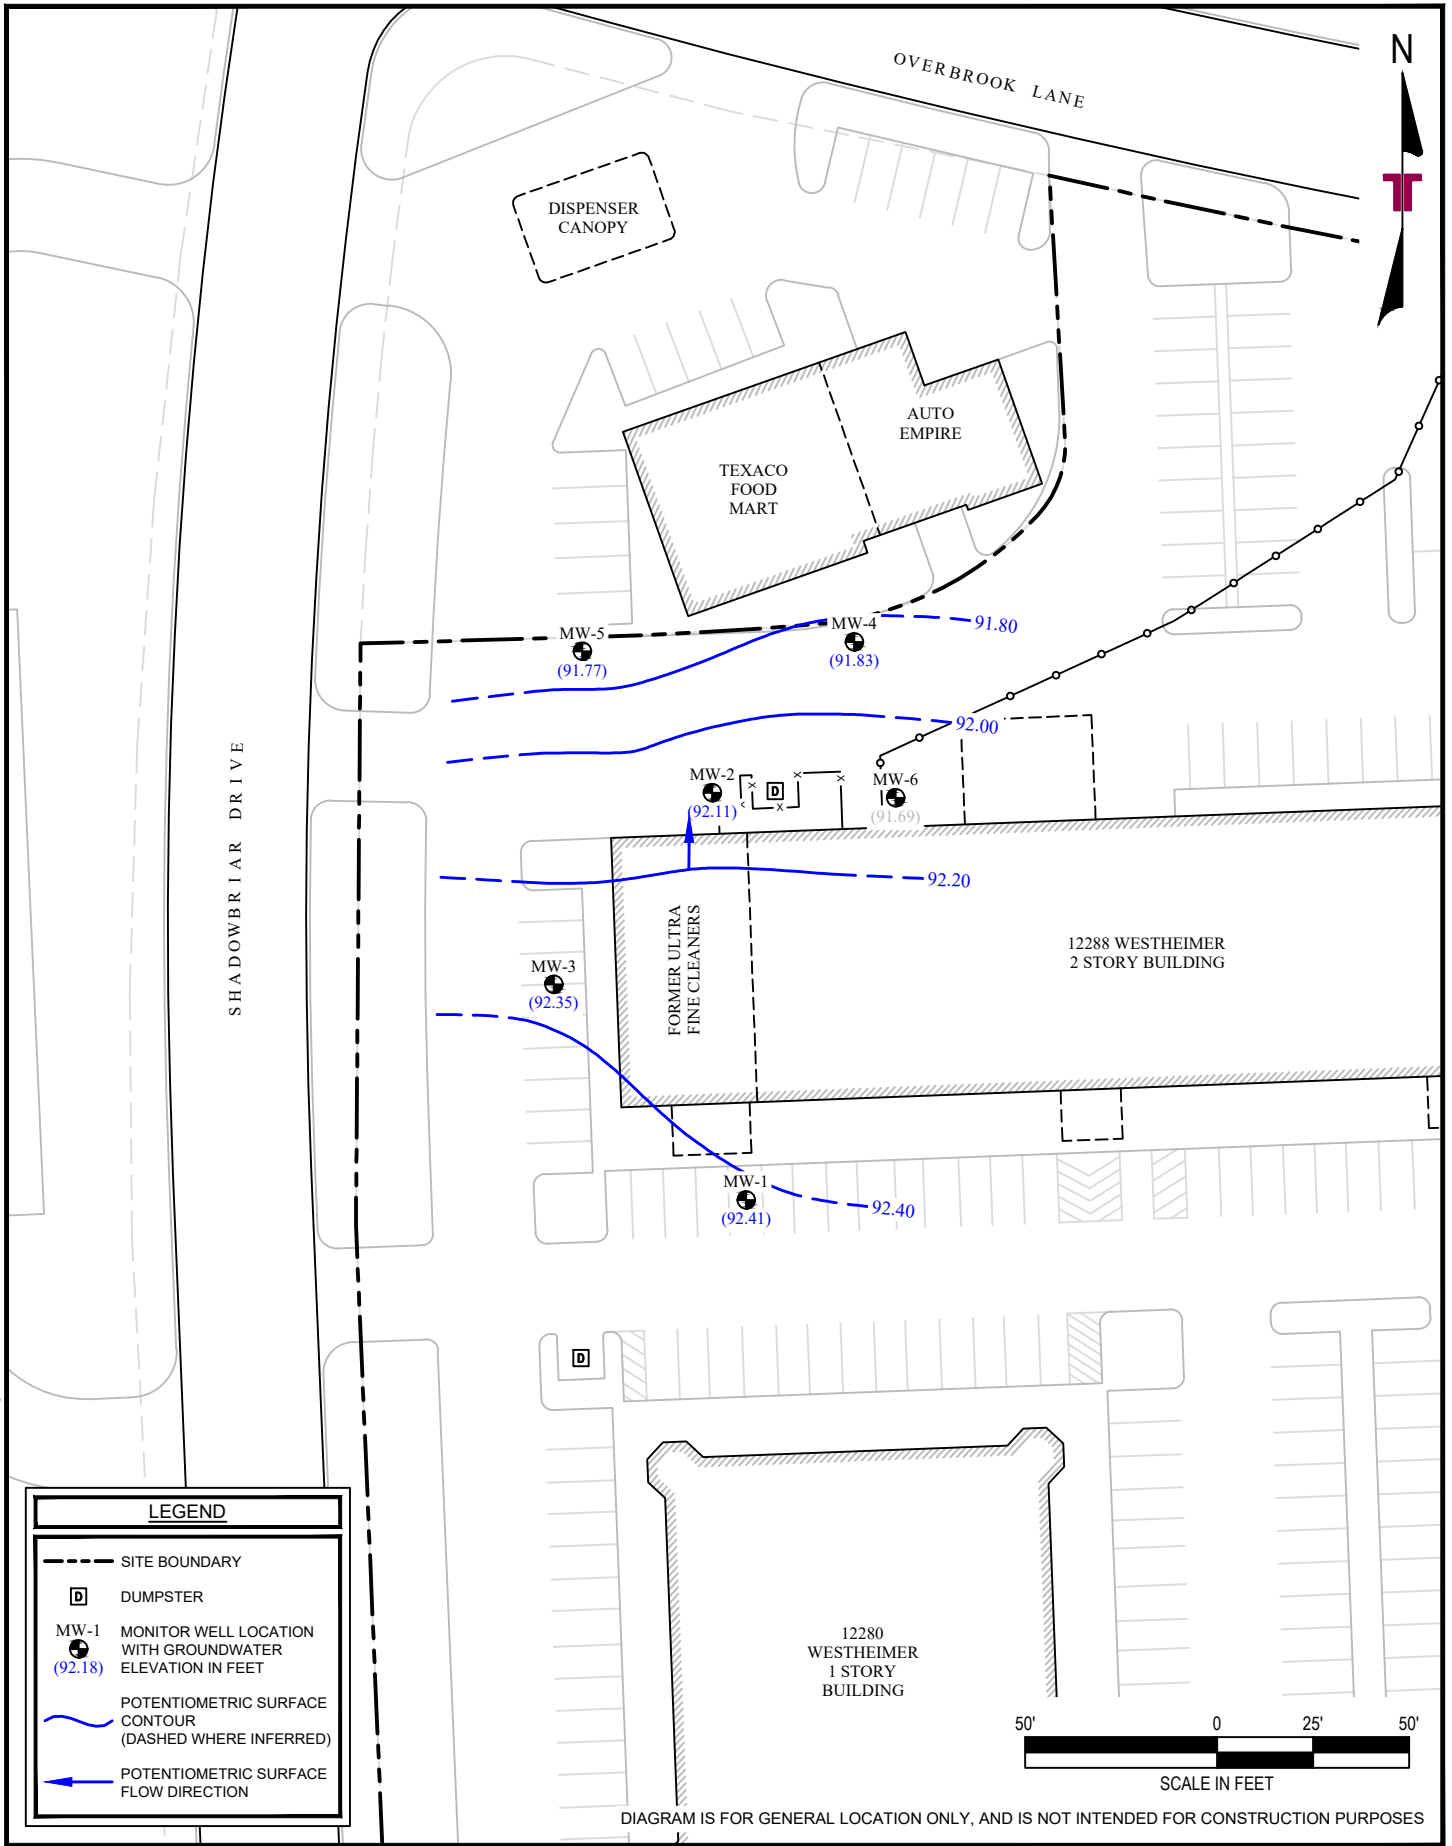 OVERBROOK LANE
N
DISPENSER
CANOPY
AUTO
EMPIRE
TEXACO
FOOD
MART
MW-5
(91.77)
MW-4
(91.83)
91.80
92.00
MW-2
(92.11)
D
MW-6
(91.69)
92.20
SHADOWBRIAR DRIVE
FORMER ULTRA
FINE CLEANERS
12288 WESTHEIMER
2 STORY BUILDING
MW-3
(92.35)
MW-1
(92.41)
92.40
D
LEGEND
SITE BOUNDARY
D DUMPSTER
MW-1
(92.18)
MONITOR WELL LOCATION
WITH GROUNDWATER
ELEVATION IN FEET
POTENTIOMETRIC SURFACE
CONTOUR
(DASHED WHERE INFERRED)
POTENTIOMETRIC SURFACE
FLOW DIRECTION
12280
WESTHEIMER
1 STORY
BUILDING
50' 0 25' 50'
SCALE IN FEET
DIAGRAM IS FOR GENERAL LOCATION ONLY, AND IS NOT INTENDED FOR CONSTRUCTION PURPOSES